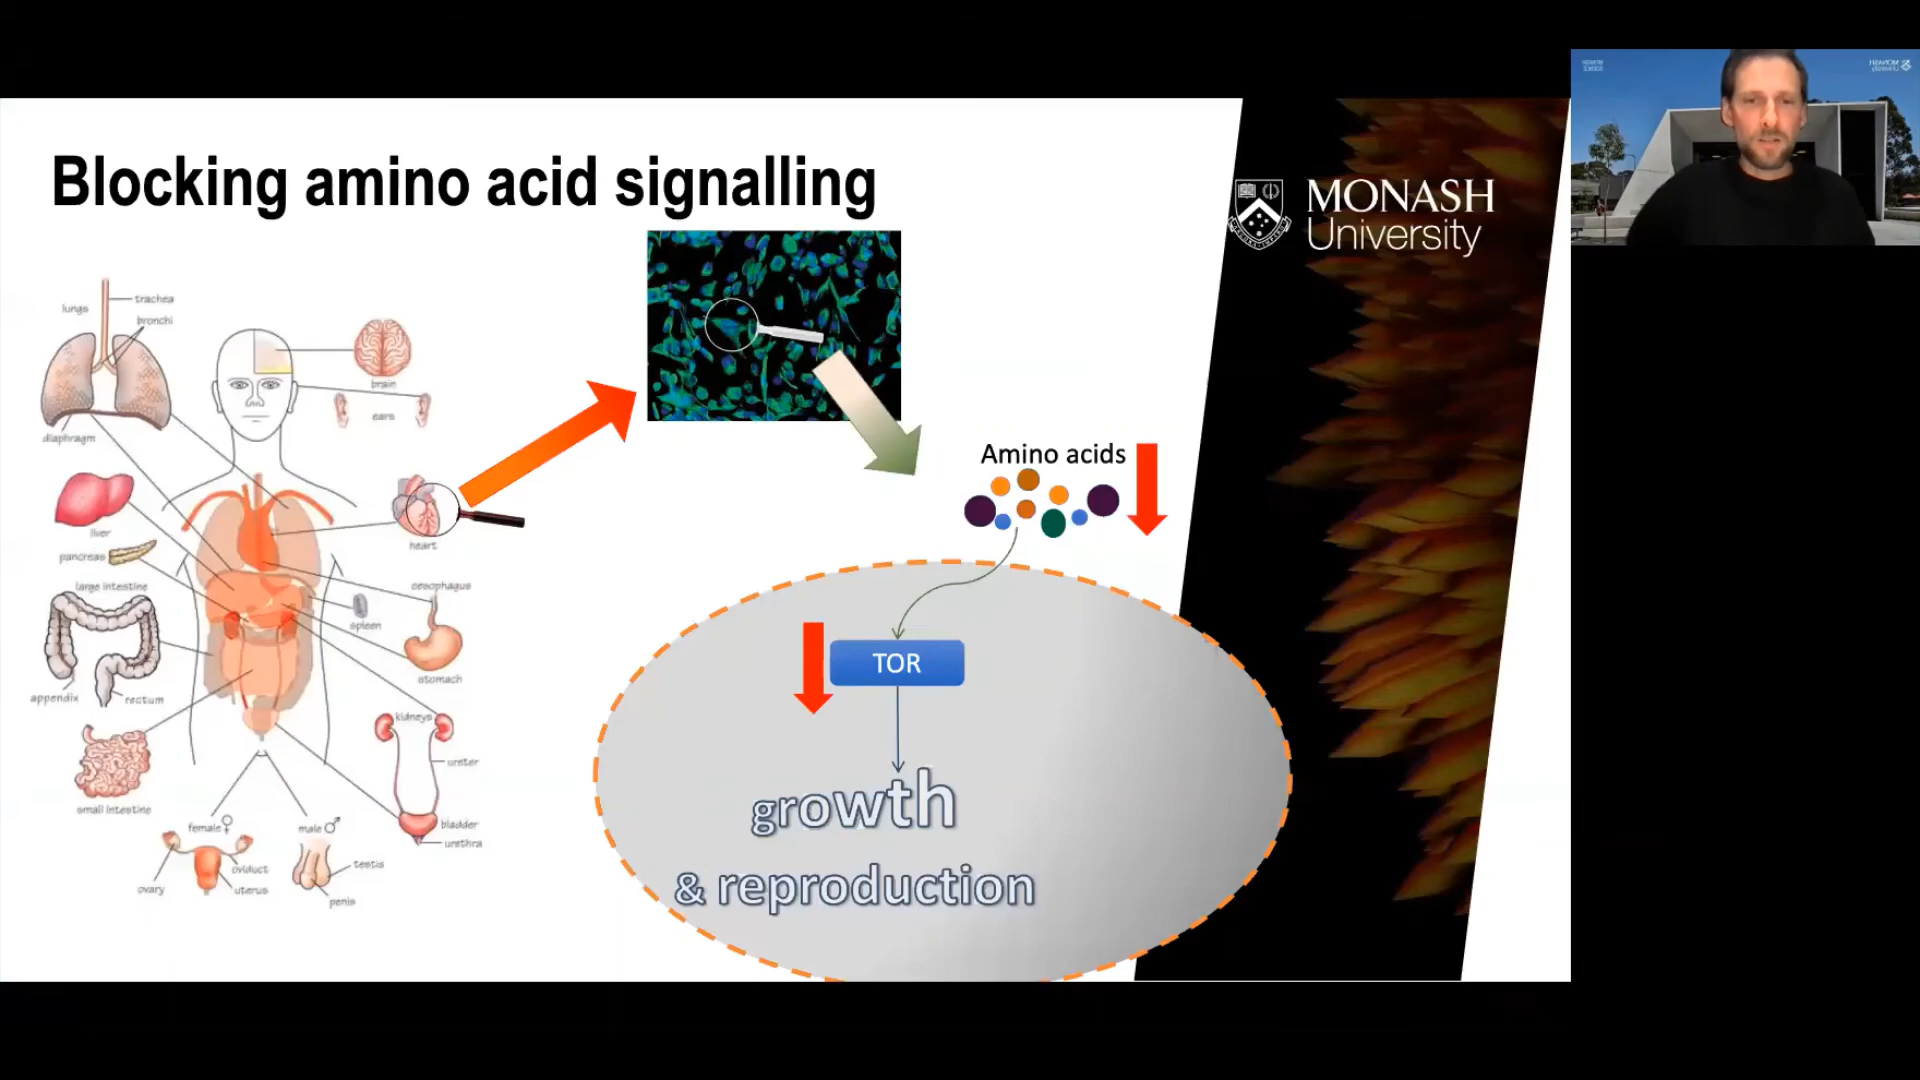 Blocking amino acid signalling
MONASH
University
MONASH
University
trachea
lungs
bronchi
brain
ears
diaphragm
liver
heart
pancreas
large intestine
oesophagus
spleen
stomach
appendix
rectum
kidneys
ureter
small intestine
female ♀
male ♂
bladder
urethra
testis
oviduct
ovary
uterus
penis
Amino acids
TOR
growth
& reproduction